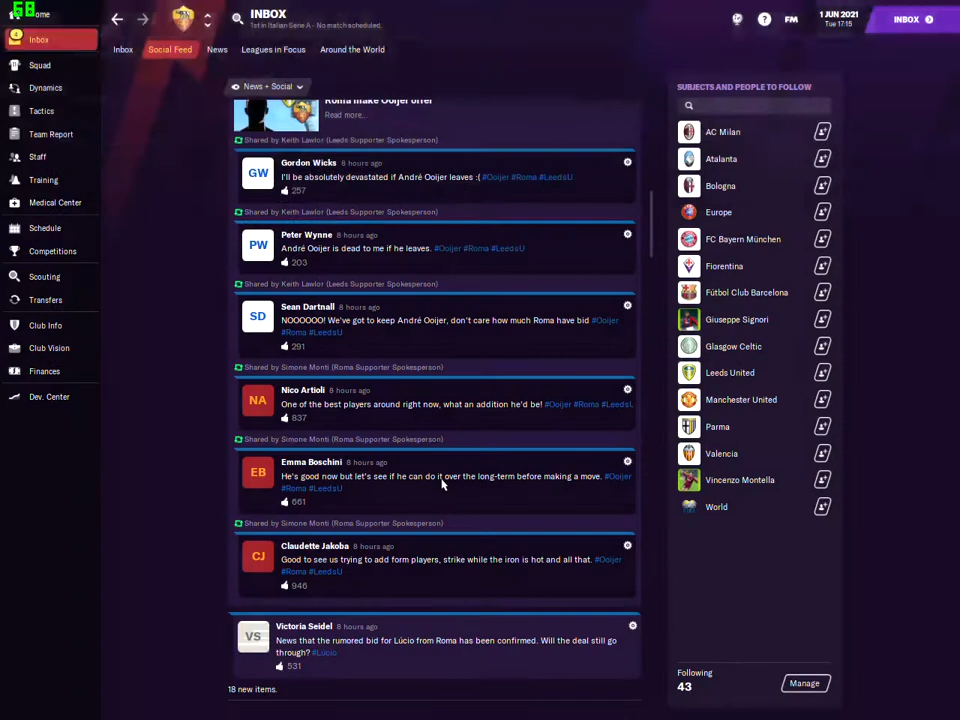 68
ome
4
Inbox
Squad
Dynamics
Tactics
Team Report
Staff
Training
Medical Center
Schedule
Competitions
Scouting
Transfers
Club Info
Club Vision
Finances
Dev. Center
INBOX
1st in Italian Serie A - No match scheduled.
?
FM
1 JUN 2021
Tue 17:15
INBOX
Inbox
Social Feed
News
Leagues in Focus
Around the World
News + Social
Roma make Ooijer offer
Read more...
Shared by Keith Lawlor (Leeds Supporter Spokesperson)
GW
Gordon Wicks 8 hours ago
I'll be absolutely devastated if André Ooijer leaves :( #Ooijer #Roma #LeedsU
257
Shared by Keith Lawlor (Leeds Supporter Spokesperson)
PW
Peter Wynne 8 hours ago
André Ooijer is dead to me if he leaves. #Ooijer #Roma #LeedsU
203
Shared by Keith Lawlor (Leeds Supporter Spokesperson)
SD
Sean Dartnall 8 hours ago
NOOOOOO! We've got to keep André Ooijer, don't care how much Roma have bid #Ooijer
#Roma #LeedsU
291
Shared by Simone Monti (Roma Supporter Spokesperson)
NA
Nico Artioli 8 hours ago
One of the best players around right now, what an addition he'd be! #Ooijer #Roma #LeedsU
837
Shared by Simone Monti (Roma Supporter Spokesperson)
EB
Emma Boschini 8 hours ago
He's good now but let's see if he can do it over the long-term before making a move. #Ooijer
#Roma #LeedsU
661
Shared by Simone Monti (Roma Supporter Spokesperson)
CJ
Claudette Jakoba 8 hours ago
Good to see us trying to add form players, strike while the iron is hot and all that. #Ooijer
#Roma #LeedsU
946
VS
Victoria Seidel 8 hours ago
News that the rumored bid for Lúcio from Roma has been confirmed. Will the deal still go
through? #Lúcio
531
18 new items.
SUBJECTS AND PEOPLE TO FOLLOW
AC Milan
Atalanta
Bologna
Europe
FC Bayern München
Fiorentina
Fútbol Club Barcelona
Giuseppe Signori
Glasgow Celtic
Leeds United
Manchester United
Parma
Valencia
Vincenzo Montella
World
Following
43
Manage